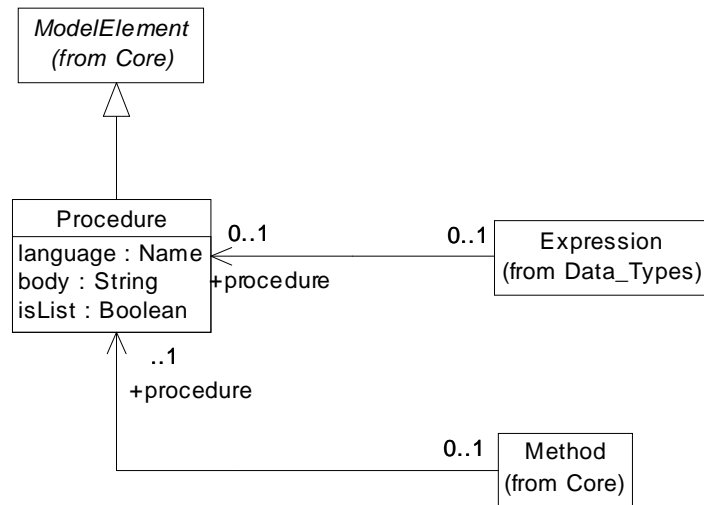 ModelElement
(from Core)
Procedure
language : Name
body : String
isList : Boolean
0..1
0..1
+procedure
Expression
(from Data_Types)
..1
+procedure
0..1
Method
(from Core)